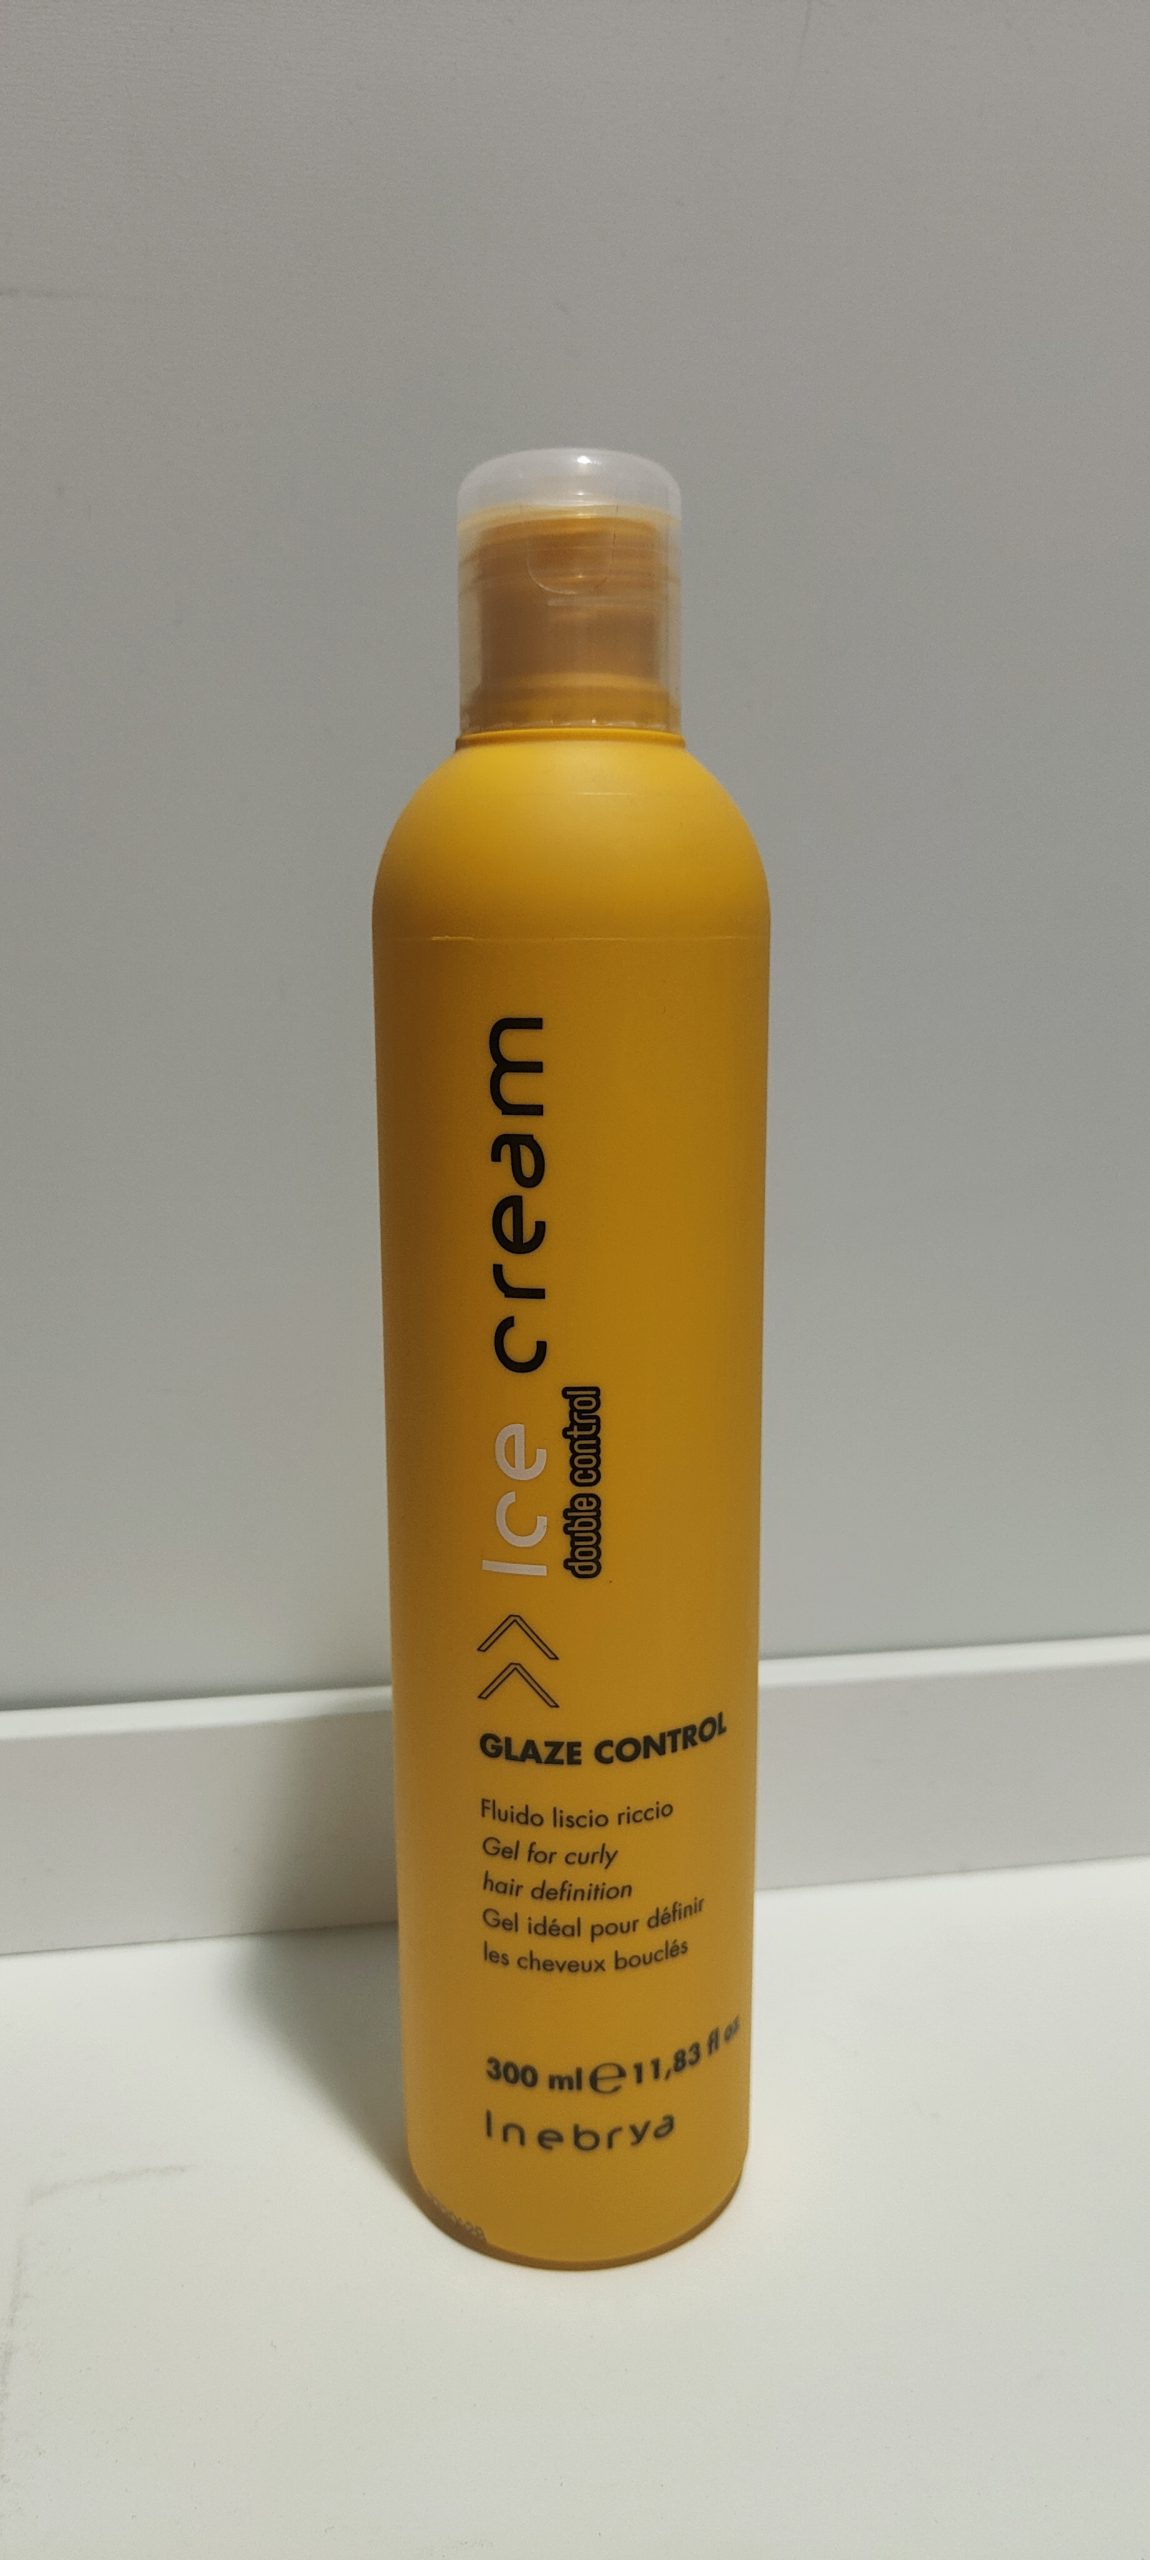 Ice cream
double control
GLAZE CONTROL
Fluido liscio riccio
Gel for curly
hair definition
Gel idéal pour définir
les cheveux bouclés
300 ml ℮ 11,83 fl oz
Inebrya